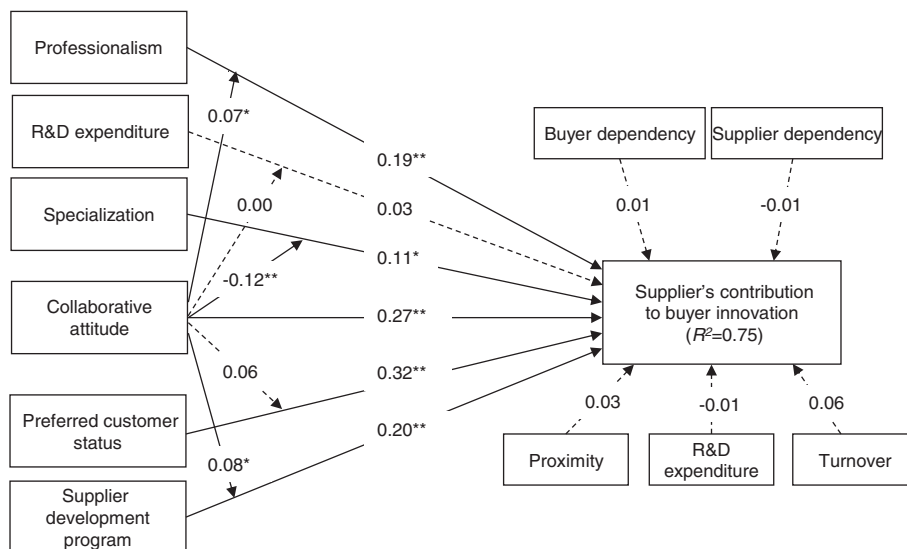 Professionalism
R&D expenditure
Specialization
Collaborative
attitude
Preferred customer
status
Supplier
development
program
0.07*
0.00
-0.12**
0.06
0.08*
0.19**
0.03
0.11*
0.27**
0.32**
0.20**
Buyer dependency
Supplier dependency
0.01
-0.01
Supplier’s contribution
to buyer innovation
(R²=0.75)
0.03
-0.01
0.06
Proximity
R&D
expenditure
Turnover